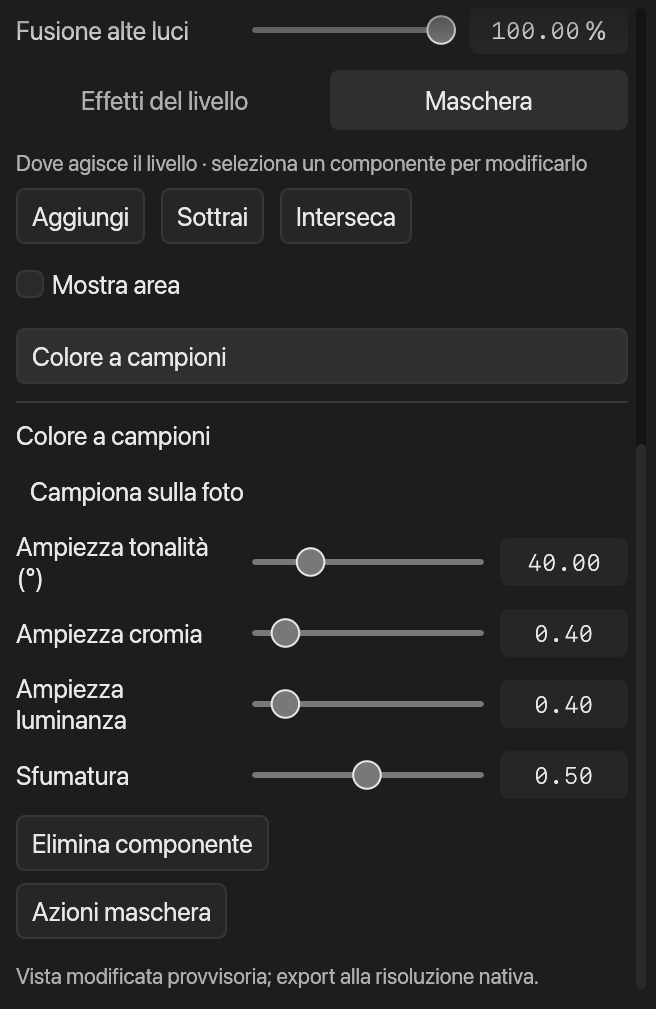 Fusione alte luci 100.00 %
Effetti del livello Maschera
Dove agisce il livello · seleziona un componente per modificarlo
Aggiungi Sottrai Interseca
Mostra area
Colore a campioni
Colore a campioni
Campiona sulla foto
Ampiezza tonalità
(°) 40.00
Ampiezza cromia 0.40
Ampiezza
luminanza 0.40
Sfumatura 0.50
Elimina componente
Azioni maschera
Vista modificata provvisoria; export alla risoluzione nativa.